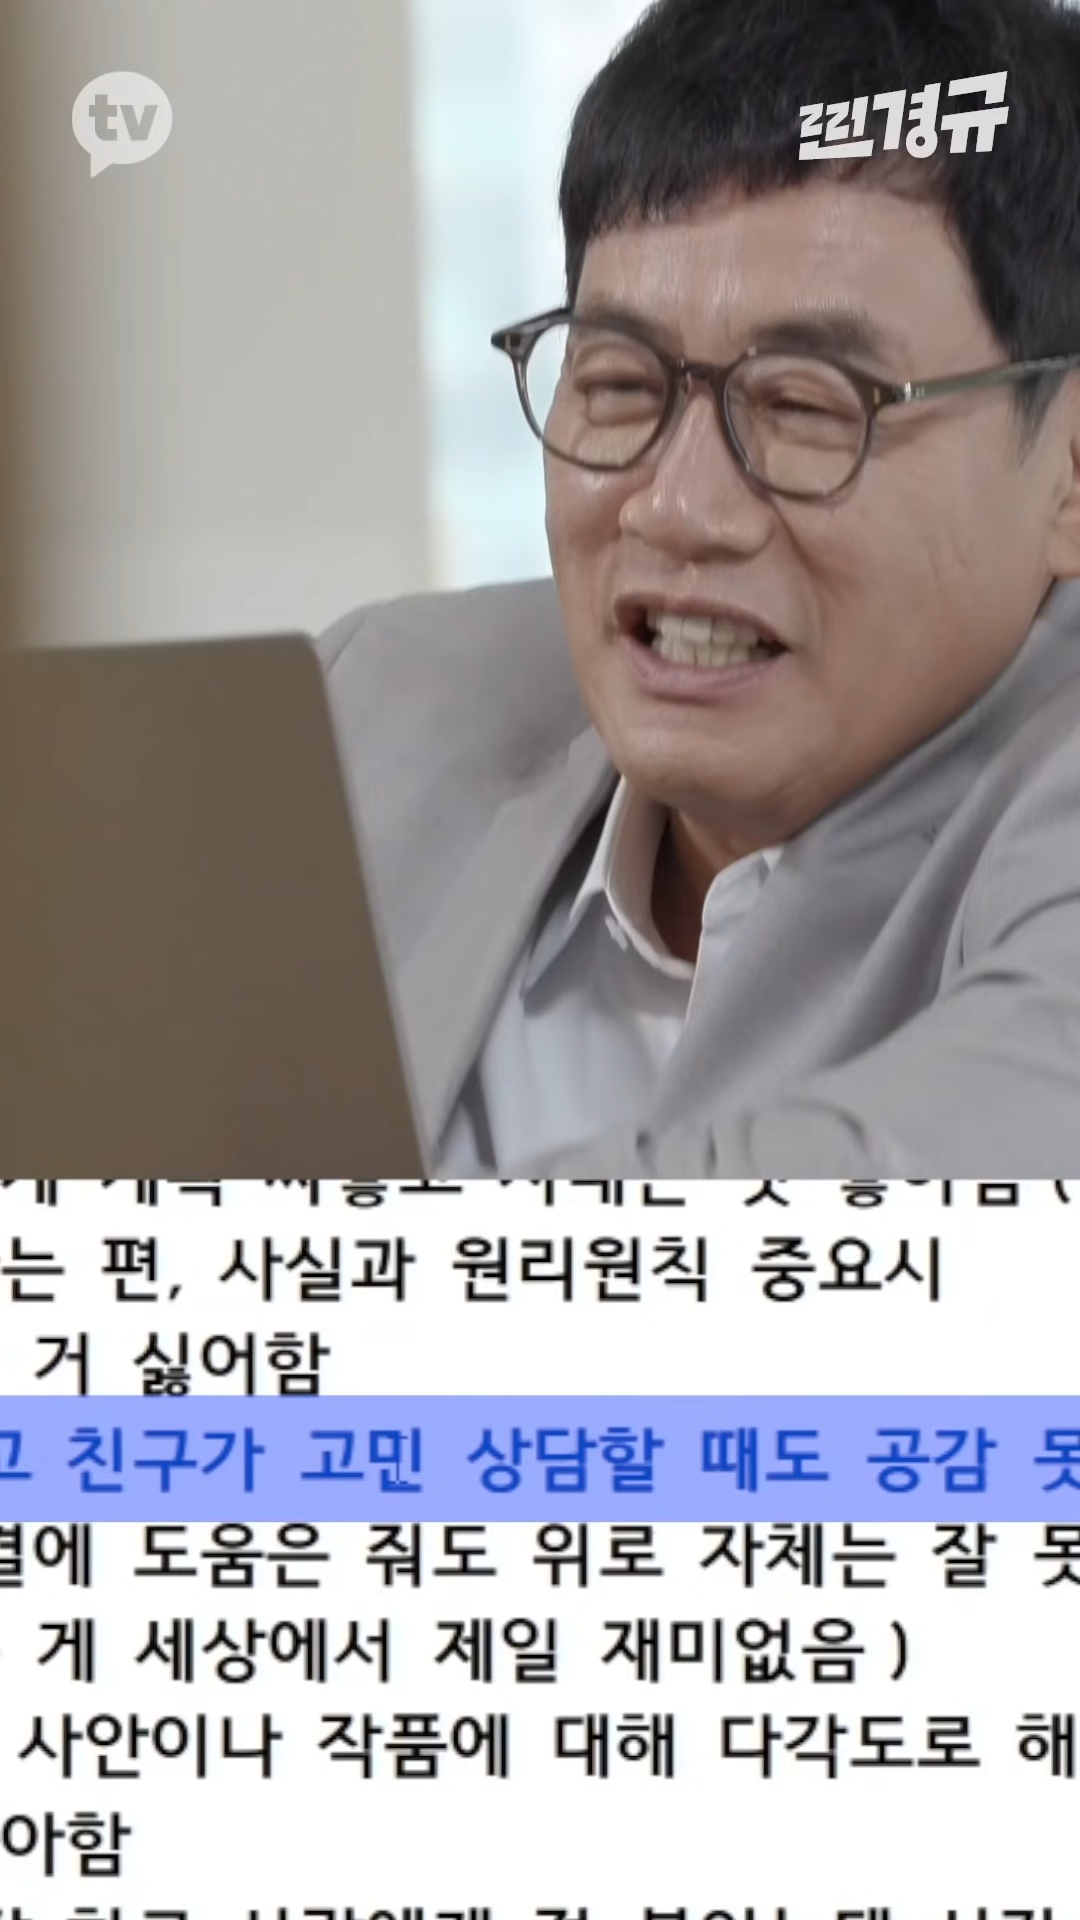 tv
찐경규
는 편, 사실과 원리원칙 중요시
거 싫어함
고 친구가 고민 상담할 때도 공감 못
결에 도움은 줘도 위로 자체는 잘 못
게 세상에서 제일 재미없음)
사안이나 작품에 대해 다각도로 해
아함